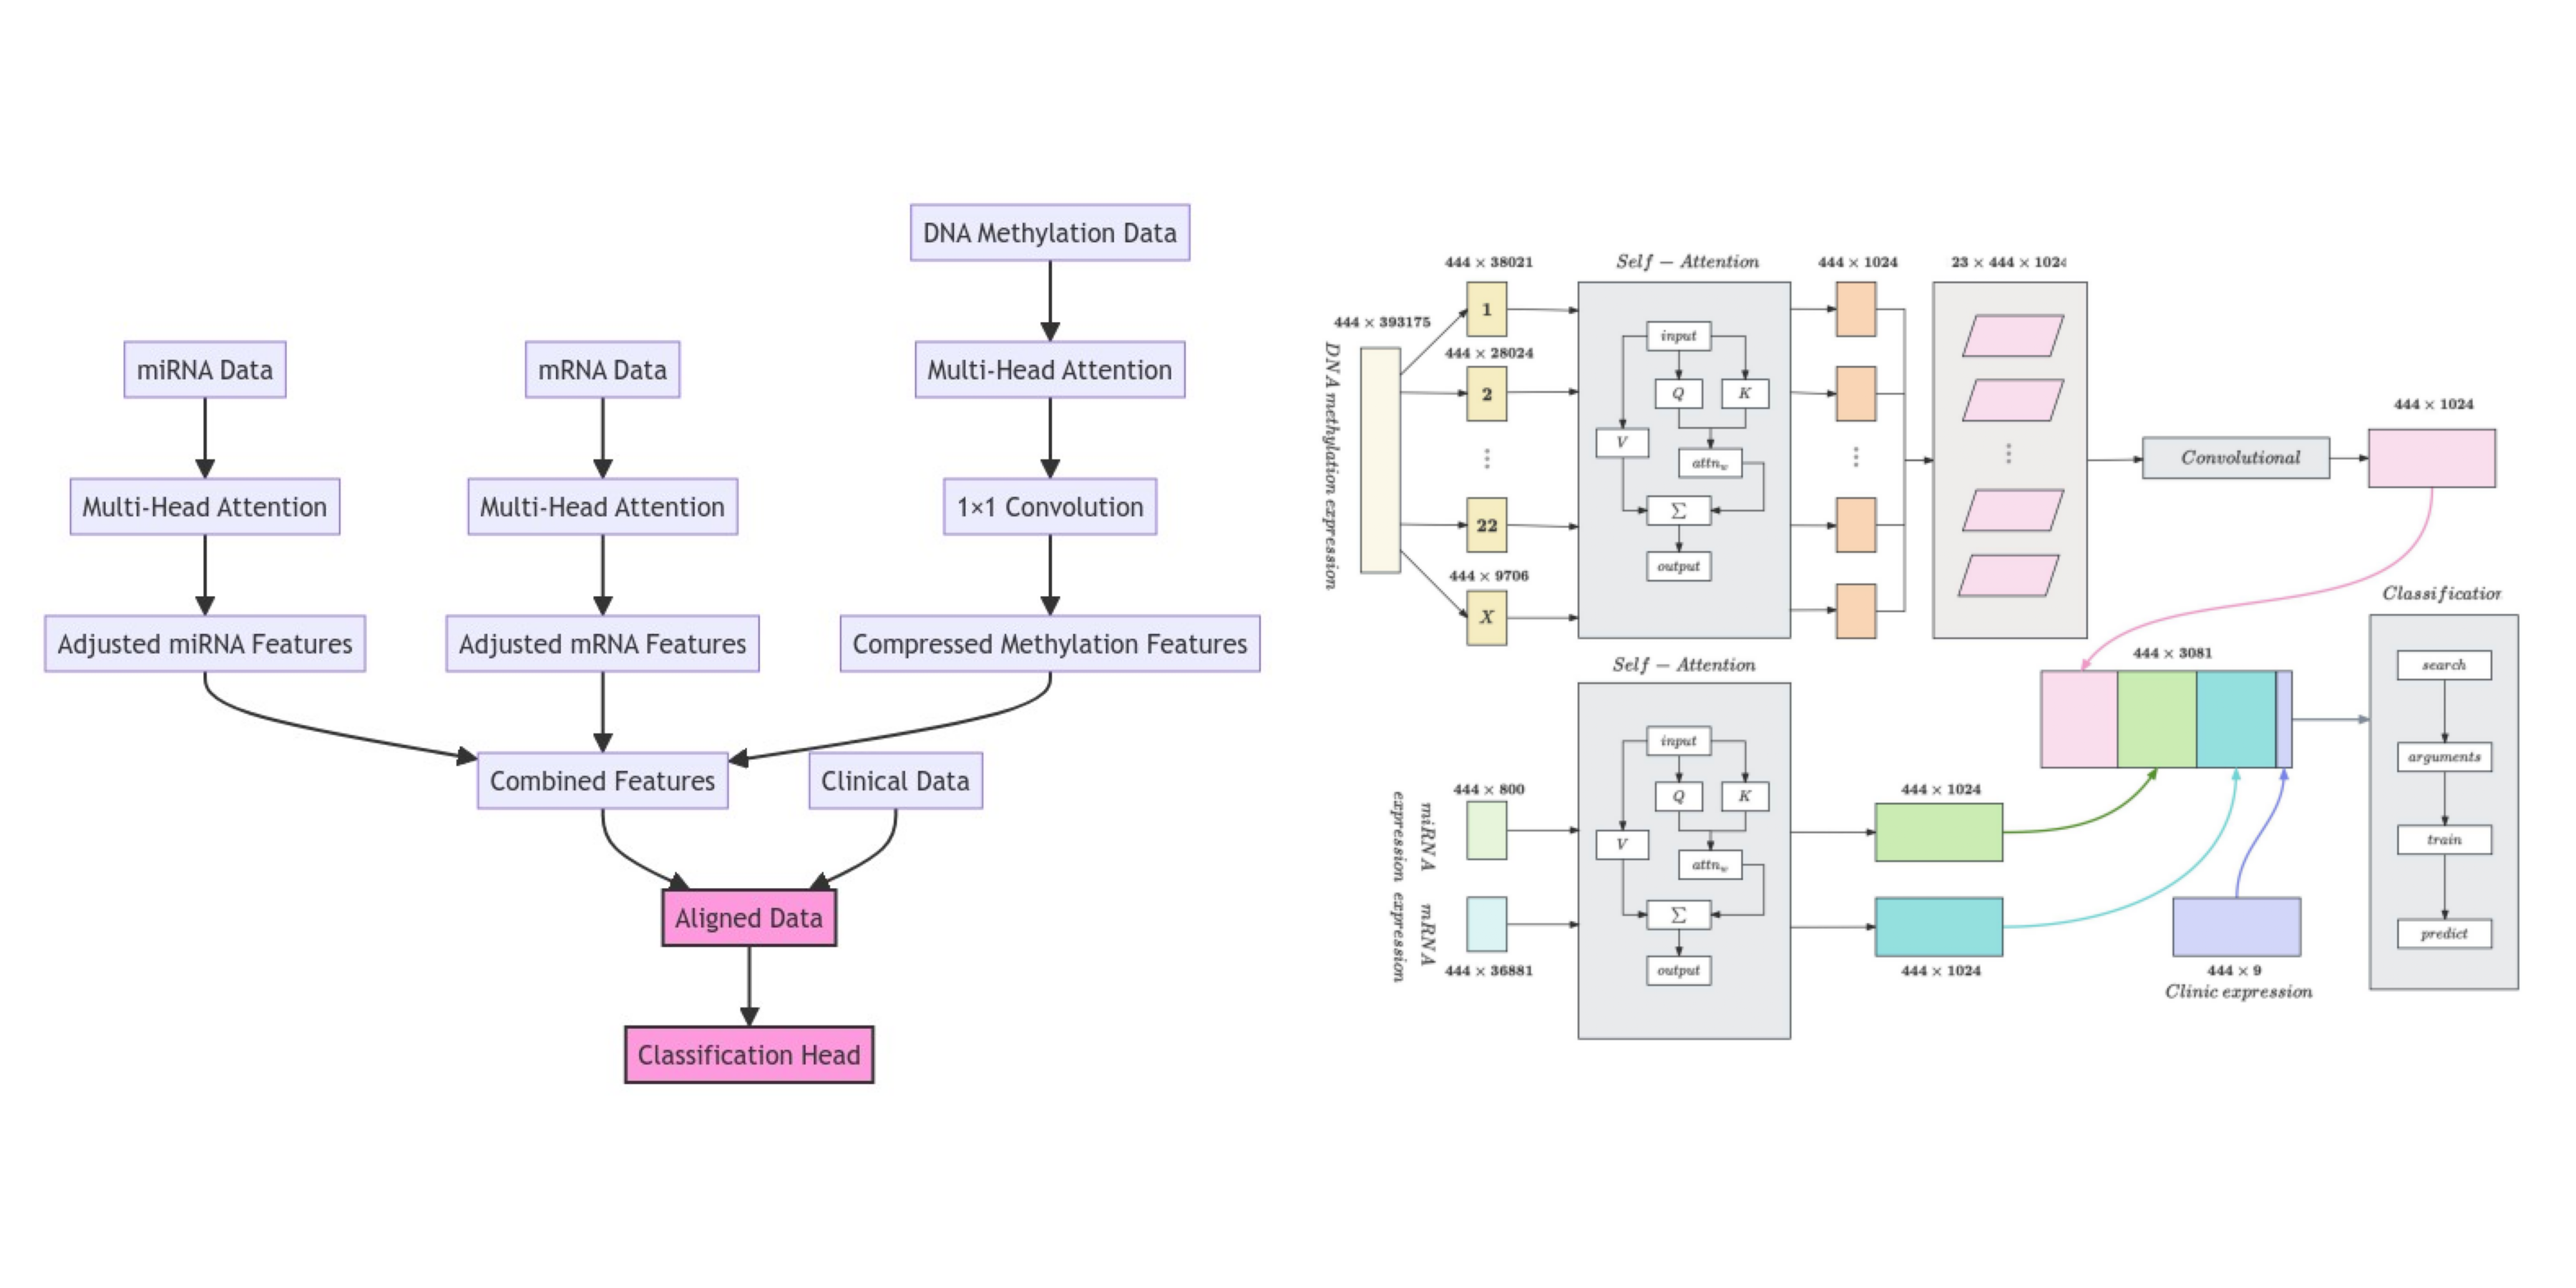 DNA Methylation Data
miRNA Data
mRNA Data
Multi-Head Attention
Multi-Head Attention
Multi-Head Attention
1×1 Convolution
Adjusted miRNA Features
Adjusted mRNA Features
Compressed Methylation Features
Combined Features
Clinical Data
Aligned Data
Classification Head
444 × 38021
Self − Attention
444 × 1024
23 × 444 × 1024
444 × 393175
DNA methylation expression
1
444 × 28024
2
⋮
22
444 × 9706
X
input
Q
K
V
attnw
Σ
output
⋮
⋮
Convolutional
444 × 1024
Self − Attention
444 × 800
miRNA
expression
mRNA
expression
444 × 36881
input
Q
K
V
attnw
Σ
output
444 × 1024
444 × 1024
444 × 3081
444 × 9
Clinic expression
Classification
search
arguments
train
predict